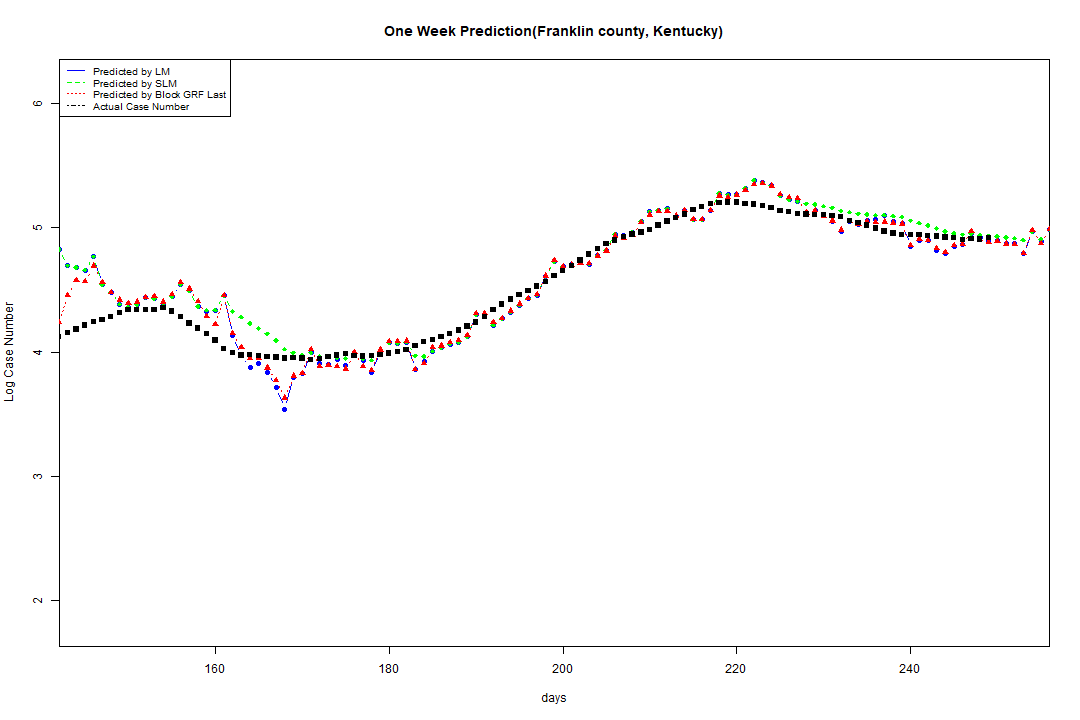 One Week Prediction(Franklin county, Kentucky)
Predicted by LM
Predicted by SLM
Predicted by Block GRF Last
Actual Case Number
Log Case Number
6
5
4
3
2
160 180 200 220 240
days